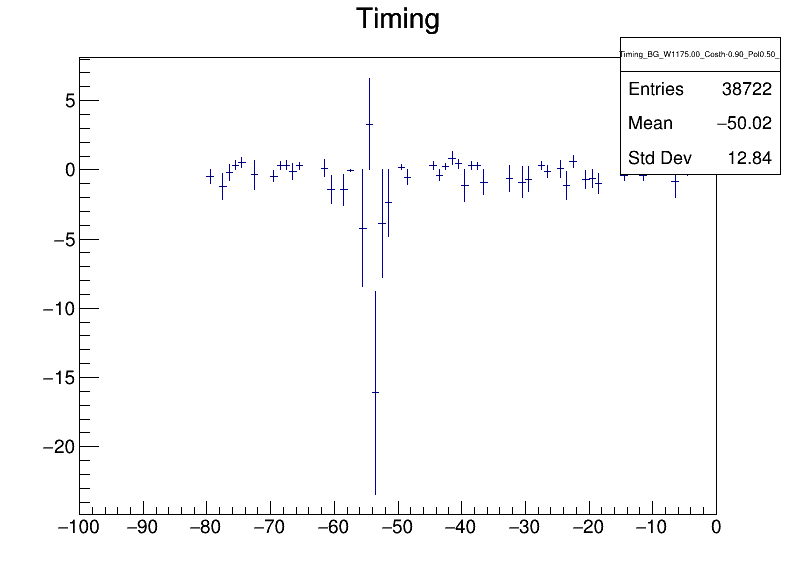 Timing
Timing_BG_W1175.00_Costh-0.90_Pol0.50_
Entries 38722
Mean −50.02
Std Dev 12.84
5
0
−5
−10
−15
−20
−100 −90 −80 −70 −60 −50 −40 −30 −20 −10 0